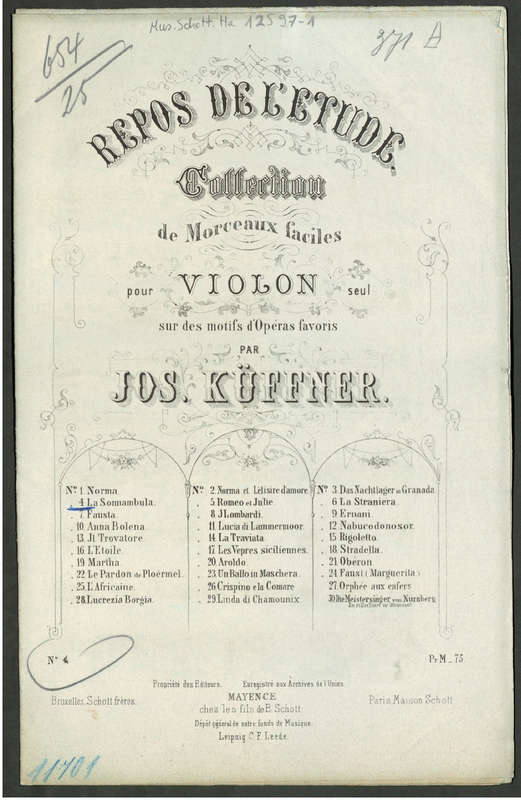 Mus. Schott. Ha 1259,7-1
654
25
371 A
REPOS DE L'ETUDE.
Collection
de Morceaux faciles
pour VIOLON seul
sur des motifs d'Opéras favoris
PAR
JOS. KÜFFNER.
Nº 1. Norma.
4. La Sonnambula.
7. Fausta.
10. Anna Bolena.
13. Jl Trovatore.
16. L'Etoile.
19. Martha.
22. Le Pardon de Ploërmel.
25. L'Africaine.
28. Lucrezia Borgia.
Nº 2. Norma et L'elisire d'amore.
5. Romeo et Julie.
8. J Lombardi.
11. Lucia di Lammermoor.
14. La Traviata.
17. Les Vepres siciliennes.
20. Aroldo.
23. Un Ballo in Maschera.
26. Crispino e la Comare
29. Linda di Chamounix
Nº 3. Das Nachtlager in Granada.
6. La Straniera.
9. Ernani.
12. Nabucodonosor.
15. Rigoletto.
18. Stradella.
21. Oberon.
24. Faust (Marguerita)
27. Orphée aux enfers
30. Die Meistersinger von Nürnberg
Nº 4
Pr M _ 75
Propriété des Editeurs. Enregistré aux Archives de l'Union.
Bruxelles, Schott frères.
MAYENCE
chez les fils de B. Schott.
Paris Maison Schott
Dépôt général de notre fonds de Musique.
Leipzig, C. F. Leede.
11701